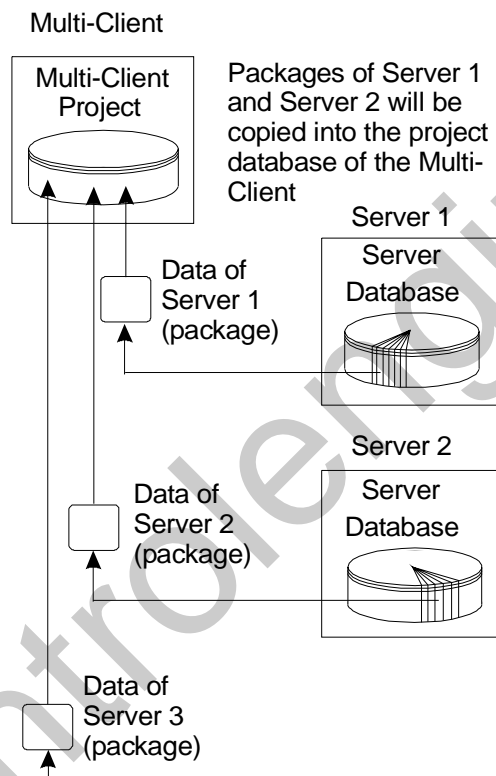 Multi-Client
Multi-Client
Project
Packages of Server 1
and Server 2 will be
copied into the project
database of the Multi-
Client
Server 1
Server
Database
Data of
Server 1
(package)
Server 2
Server
Database
Data of
Server 2
(package)
Data of
Server 3
(package)